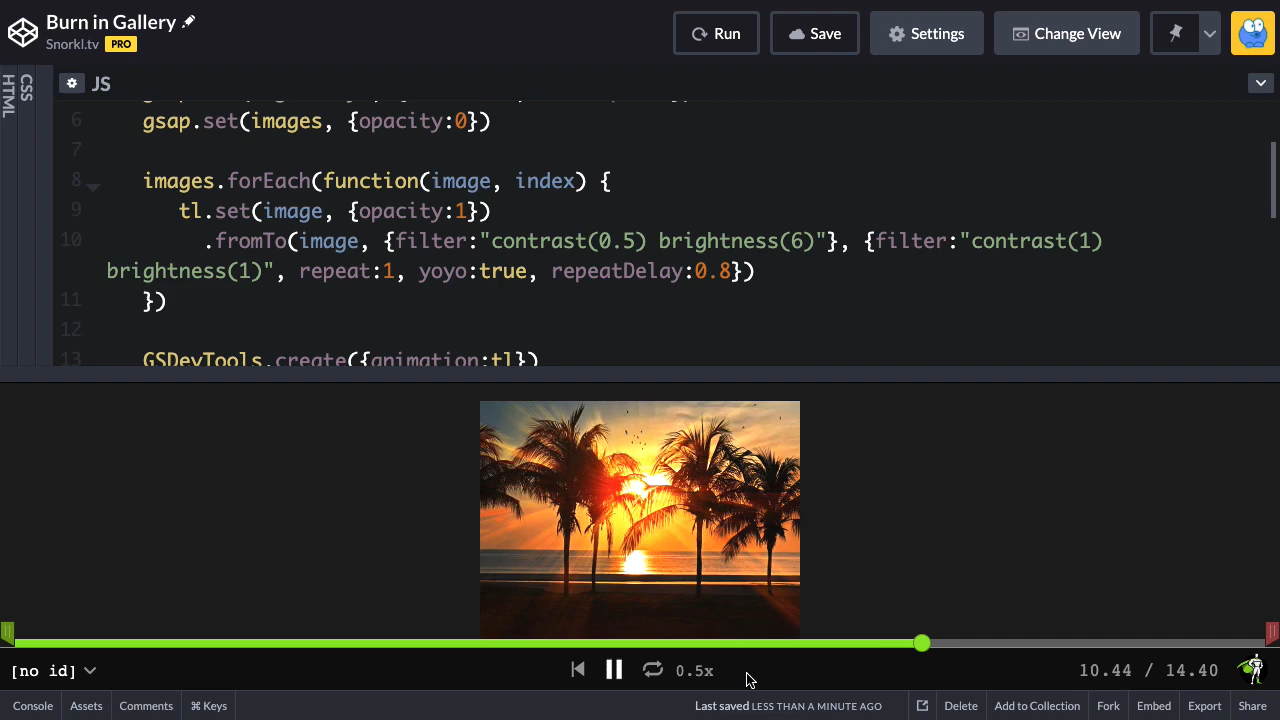 Burn in Gallery
Snorkl.tv PRO
Run
Save
Settings
Change View
HTML
CSS
JS
6 gsap.set(images, {opacity:0})
7
8 images.forEach(function(image, index) {
9 tl.set(image, {opacity:1})
10 .fromTo(image, {filter:"contrast(0.5) brightness(6)"}, {filter:"contrast(1)
brightness(1)", repeat:1, yoyo:true, repeatDelay:0.8})
11 })
12
13 GSDevTools.create({animation:tl})
[no id]
0.5x
10.44 / 14.40
Console Assets Comments ⌘ Keys
Last saved LESS THAN A MINUTE AGO
Delete Add to Collection Fork Embed Export Share